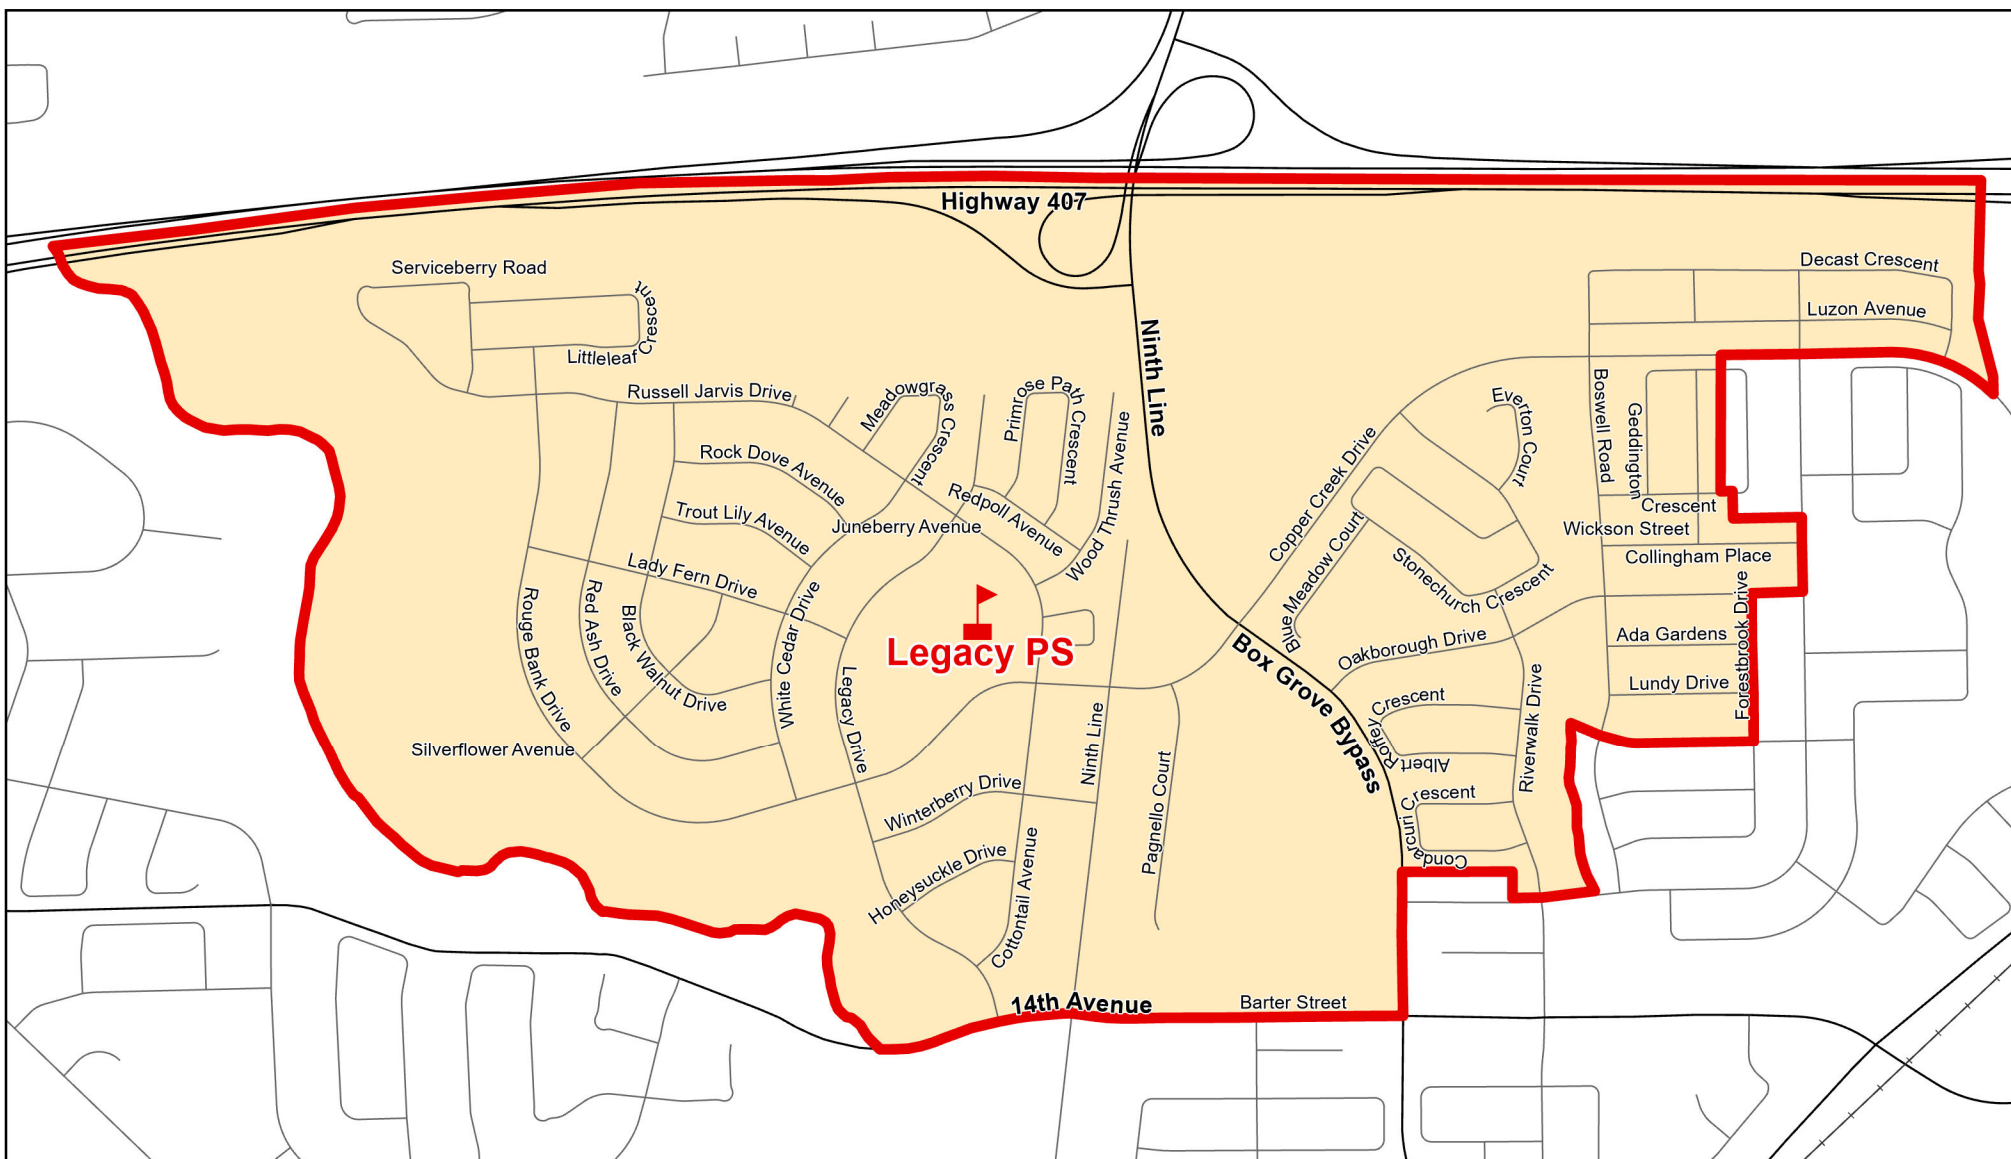 Highway 407
Serviceberry Road
Littleleaf Crescent
Decast Crescent
Luzon Avenue
Ninth Line
Russell Jarvis Drive
Meadowgrass Crescent
Primrose Path Crescent
Everton Court
Boswell Road
Geddington Crescent
Rock Dove Avenue
Redpoll Avenue
Wood Thrush Avenue
Copper Creek Drive
Trout Lily Avenue
Juneberry Avenue
Wickson Street
Collingham Place
Blue Meadow Court
Stonechurch Crescent
Lady Fern Drive
Rouge Bank Drive
Red Ash Drive
Black Walnut Drive
White Cedar Drive
Legacy PS
Box Grove Bypass
Oakborough Drive
Ada Gardens
Forestbrook Drive
Lundy Drive
Legacy Drive
Ninth Line
Albert Roffey Crescent
Riverwalk Drive
Silverflower Avenue
Winterberry Drive
Pagnello Court
Condarcuri Crescent
Honeysuckle Drive
Cottontail Avenue
14th Avenue
Barter Street